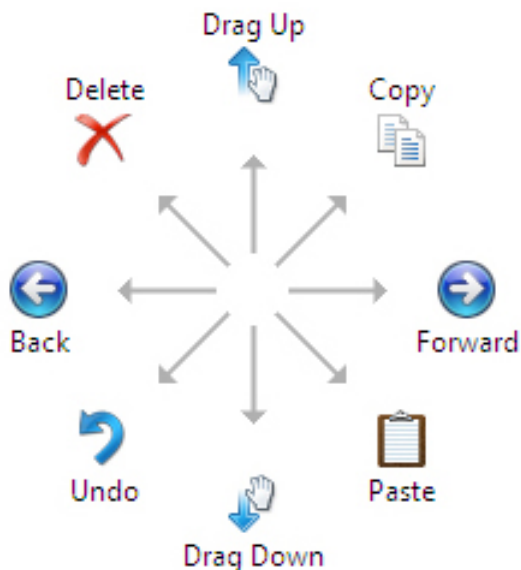 Drag Up
Delete
Copy
Back
Forward
Undo
Paste
Drag Down